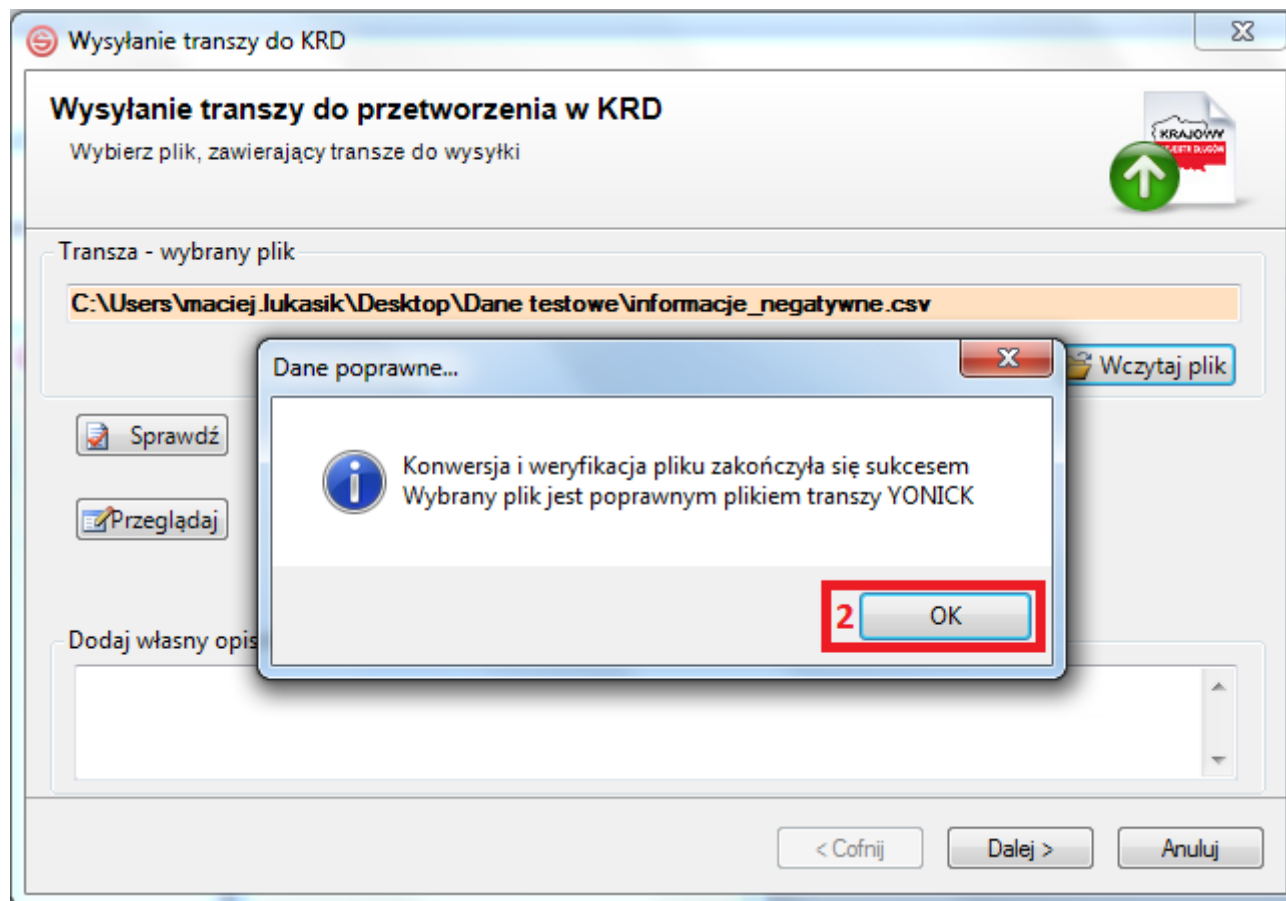 Wysyłanie transzy do KRD
Wysyłanie transzy do przetworzenia w KRD
Wybierz plik, zawierający transze do wysyłki
KRAJOWY
Transza - wybrany plik
C:\Users\maciej.lukasik\Desktop\Dane testowe\informacje_negatywne.csv
Wczytaj plik
Dane poprawne...
Sprawdź
Konwersja i weryfikacja pliku zakończyła się sukcesem
Wybrany plik jest poprawnym plikiem transzy YONICK
Przeglądaj
2 OK
Dodaj własny opis
< Cofnij Dalej > Anuluj